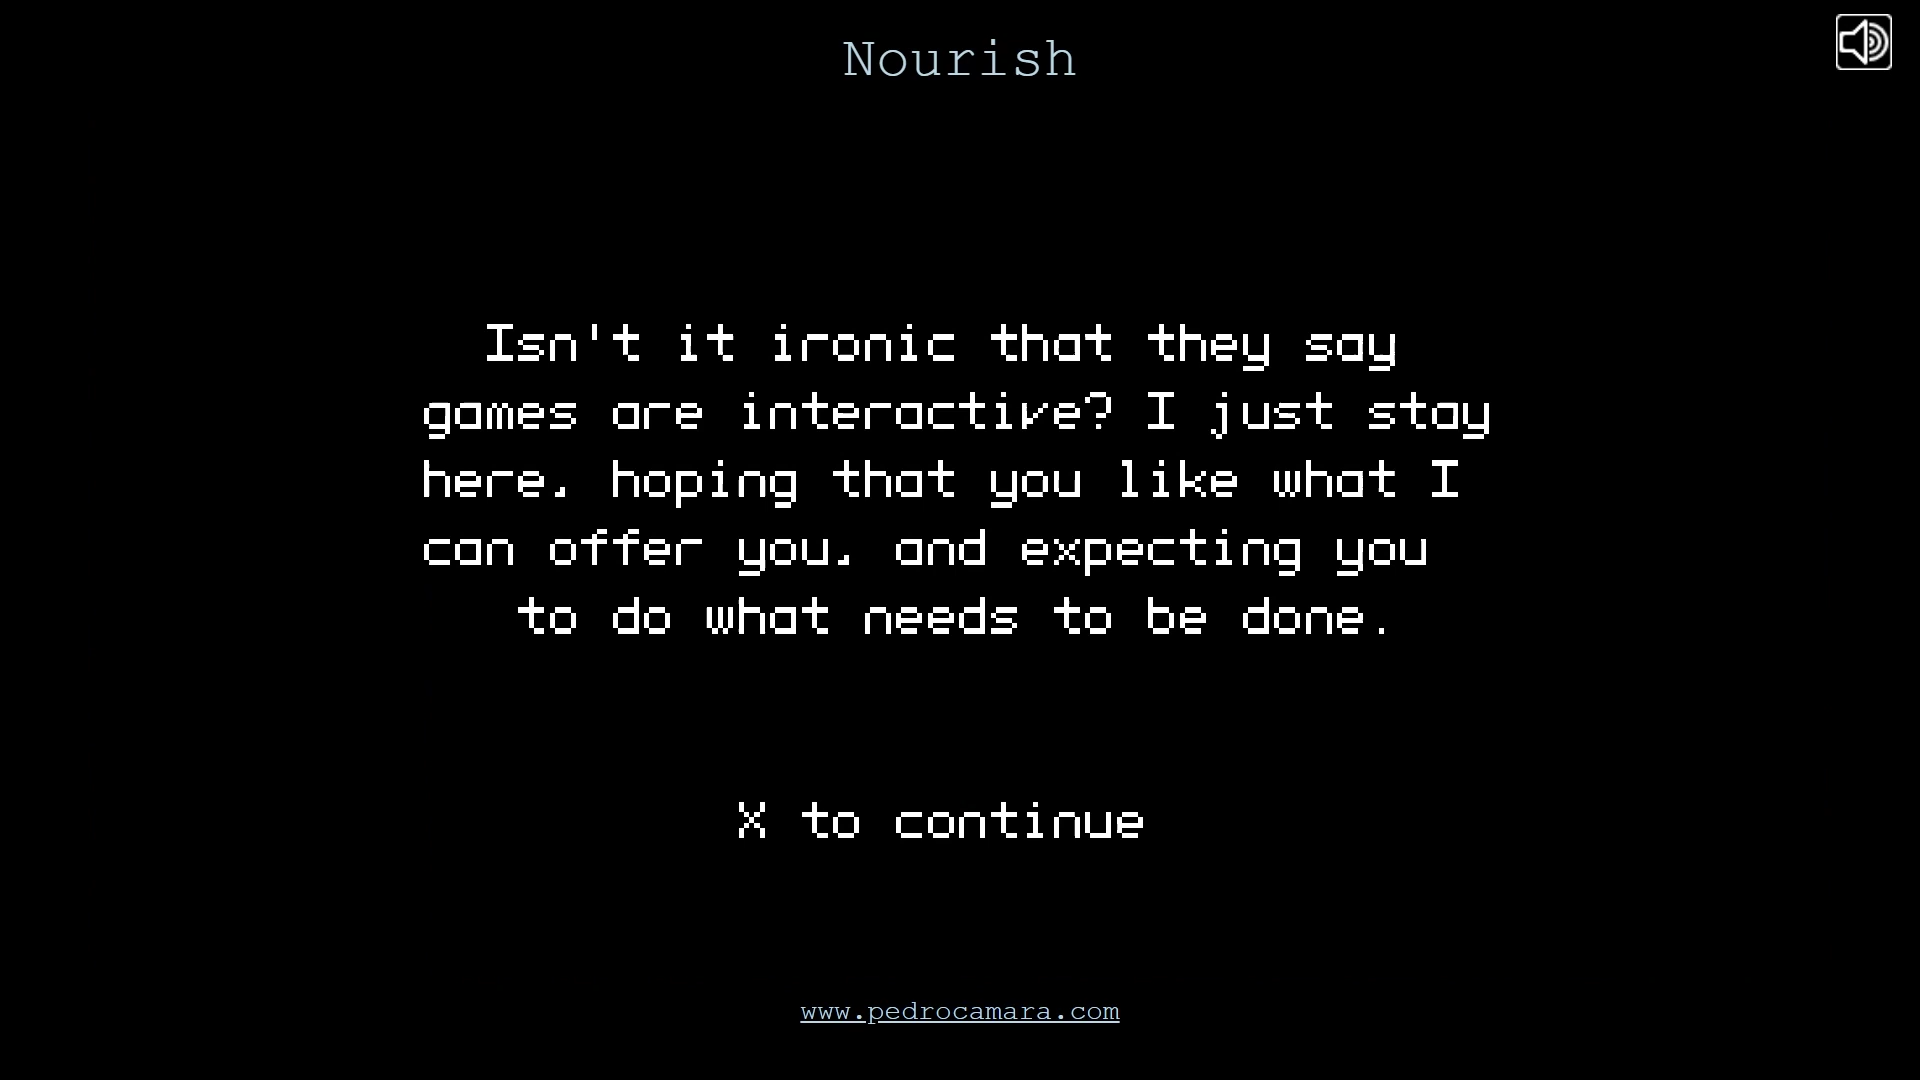 Nourish
Isn't it ironic that they say
games are interactive? I just stay
here, hoping that you like what I
can offer you, and expecting you
to do what needs to be done.
X to continue
www.pedrocamara.com